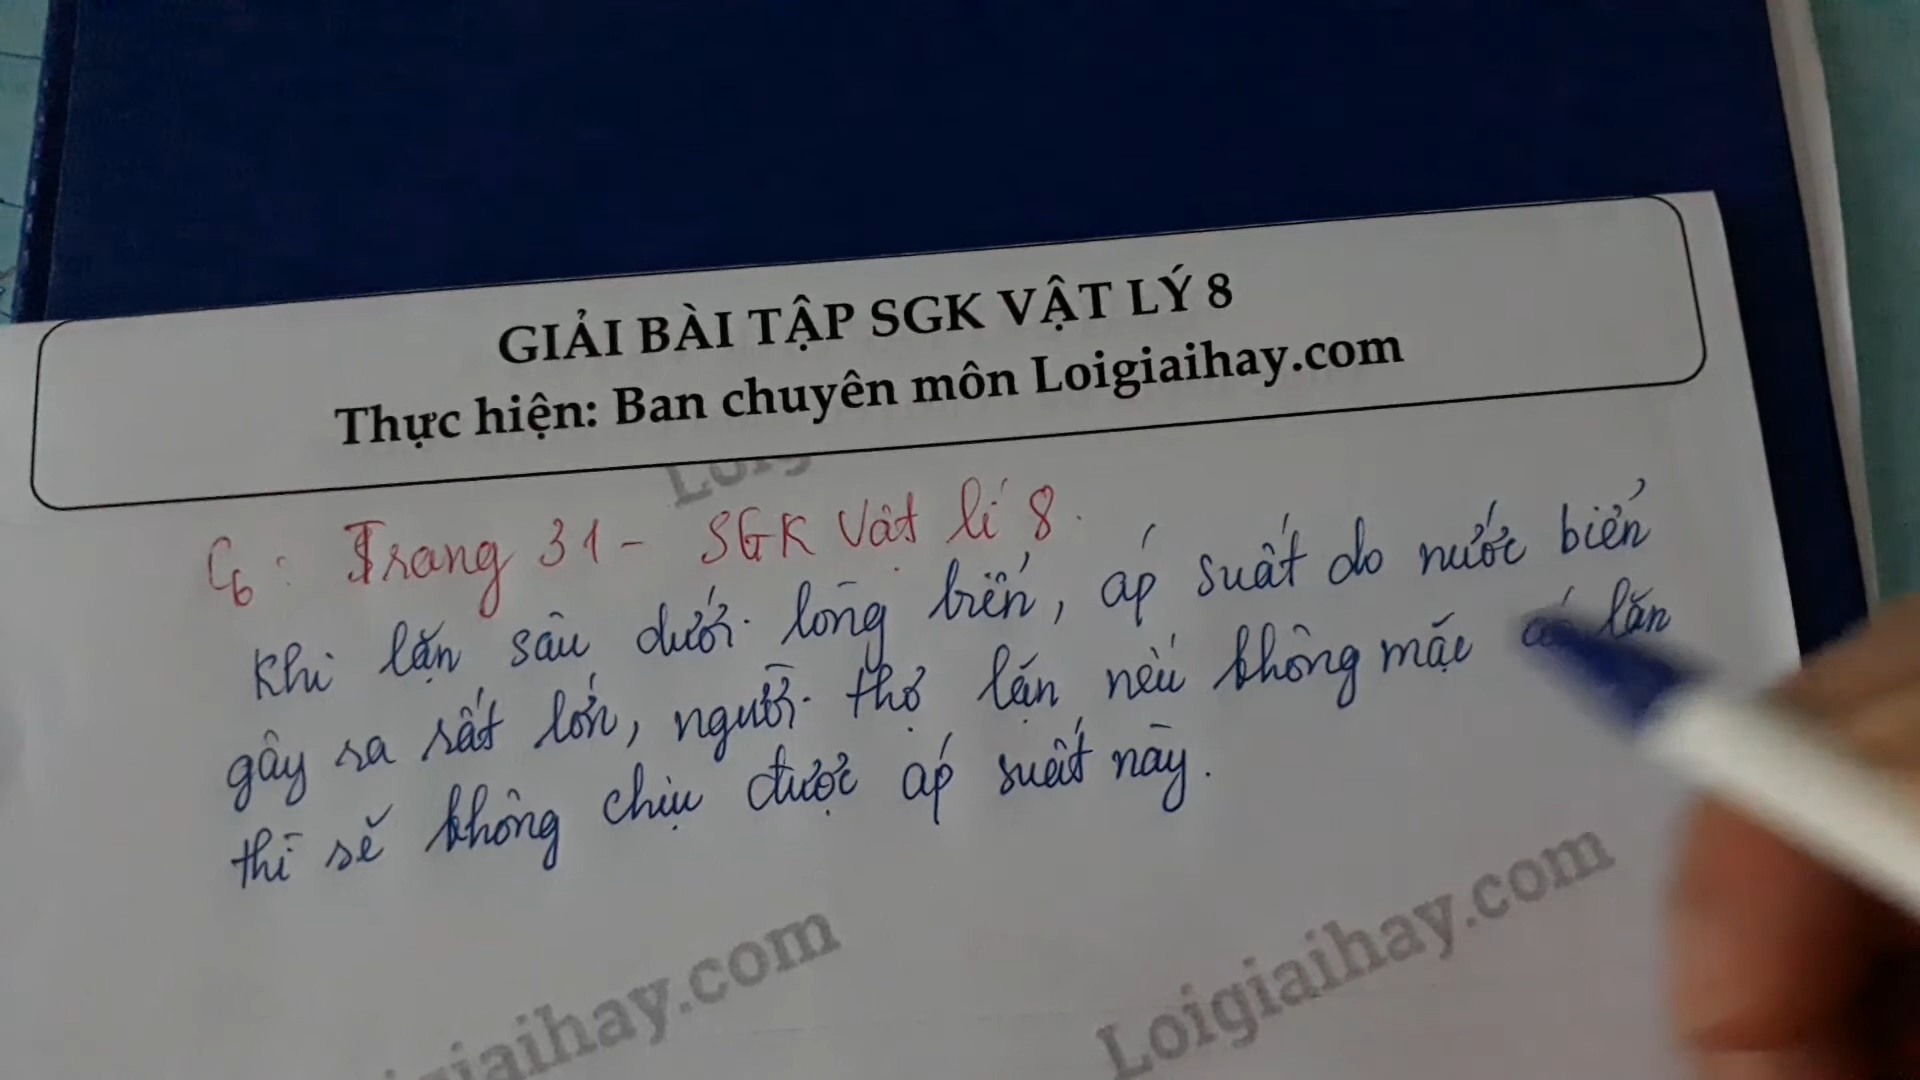 GIẢI BÀI TẬP SGK VẬT LÝ 8
Thực hiện: Ban chuyên môn Loigiaihay.com
C6: Trang 31 - SGK Vật lí 8.
Khi lặn sâu dưới lòng biển, áp suất do nước biển
gây ra rất lớn, người thợ lặn nếu không mặc áo lặn
thì sẽ không chịu được áp suất này.
Loigiaihay.com
giaihay.com